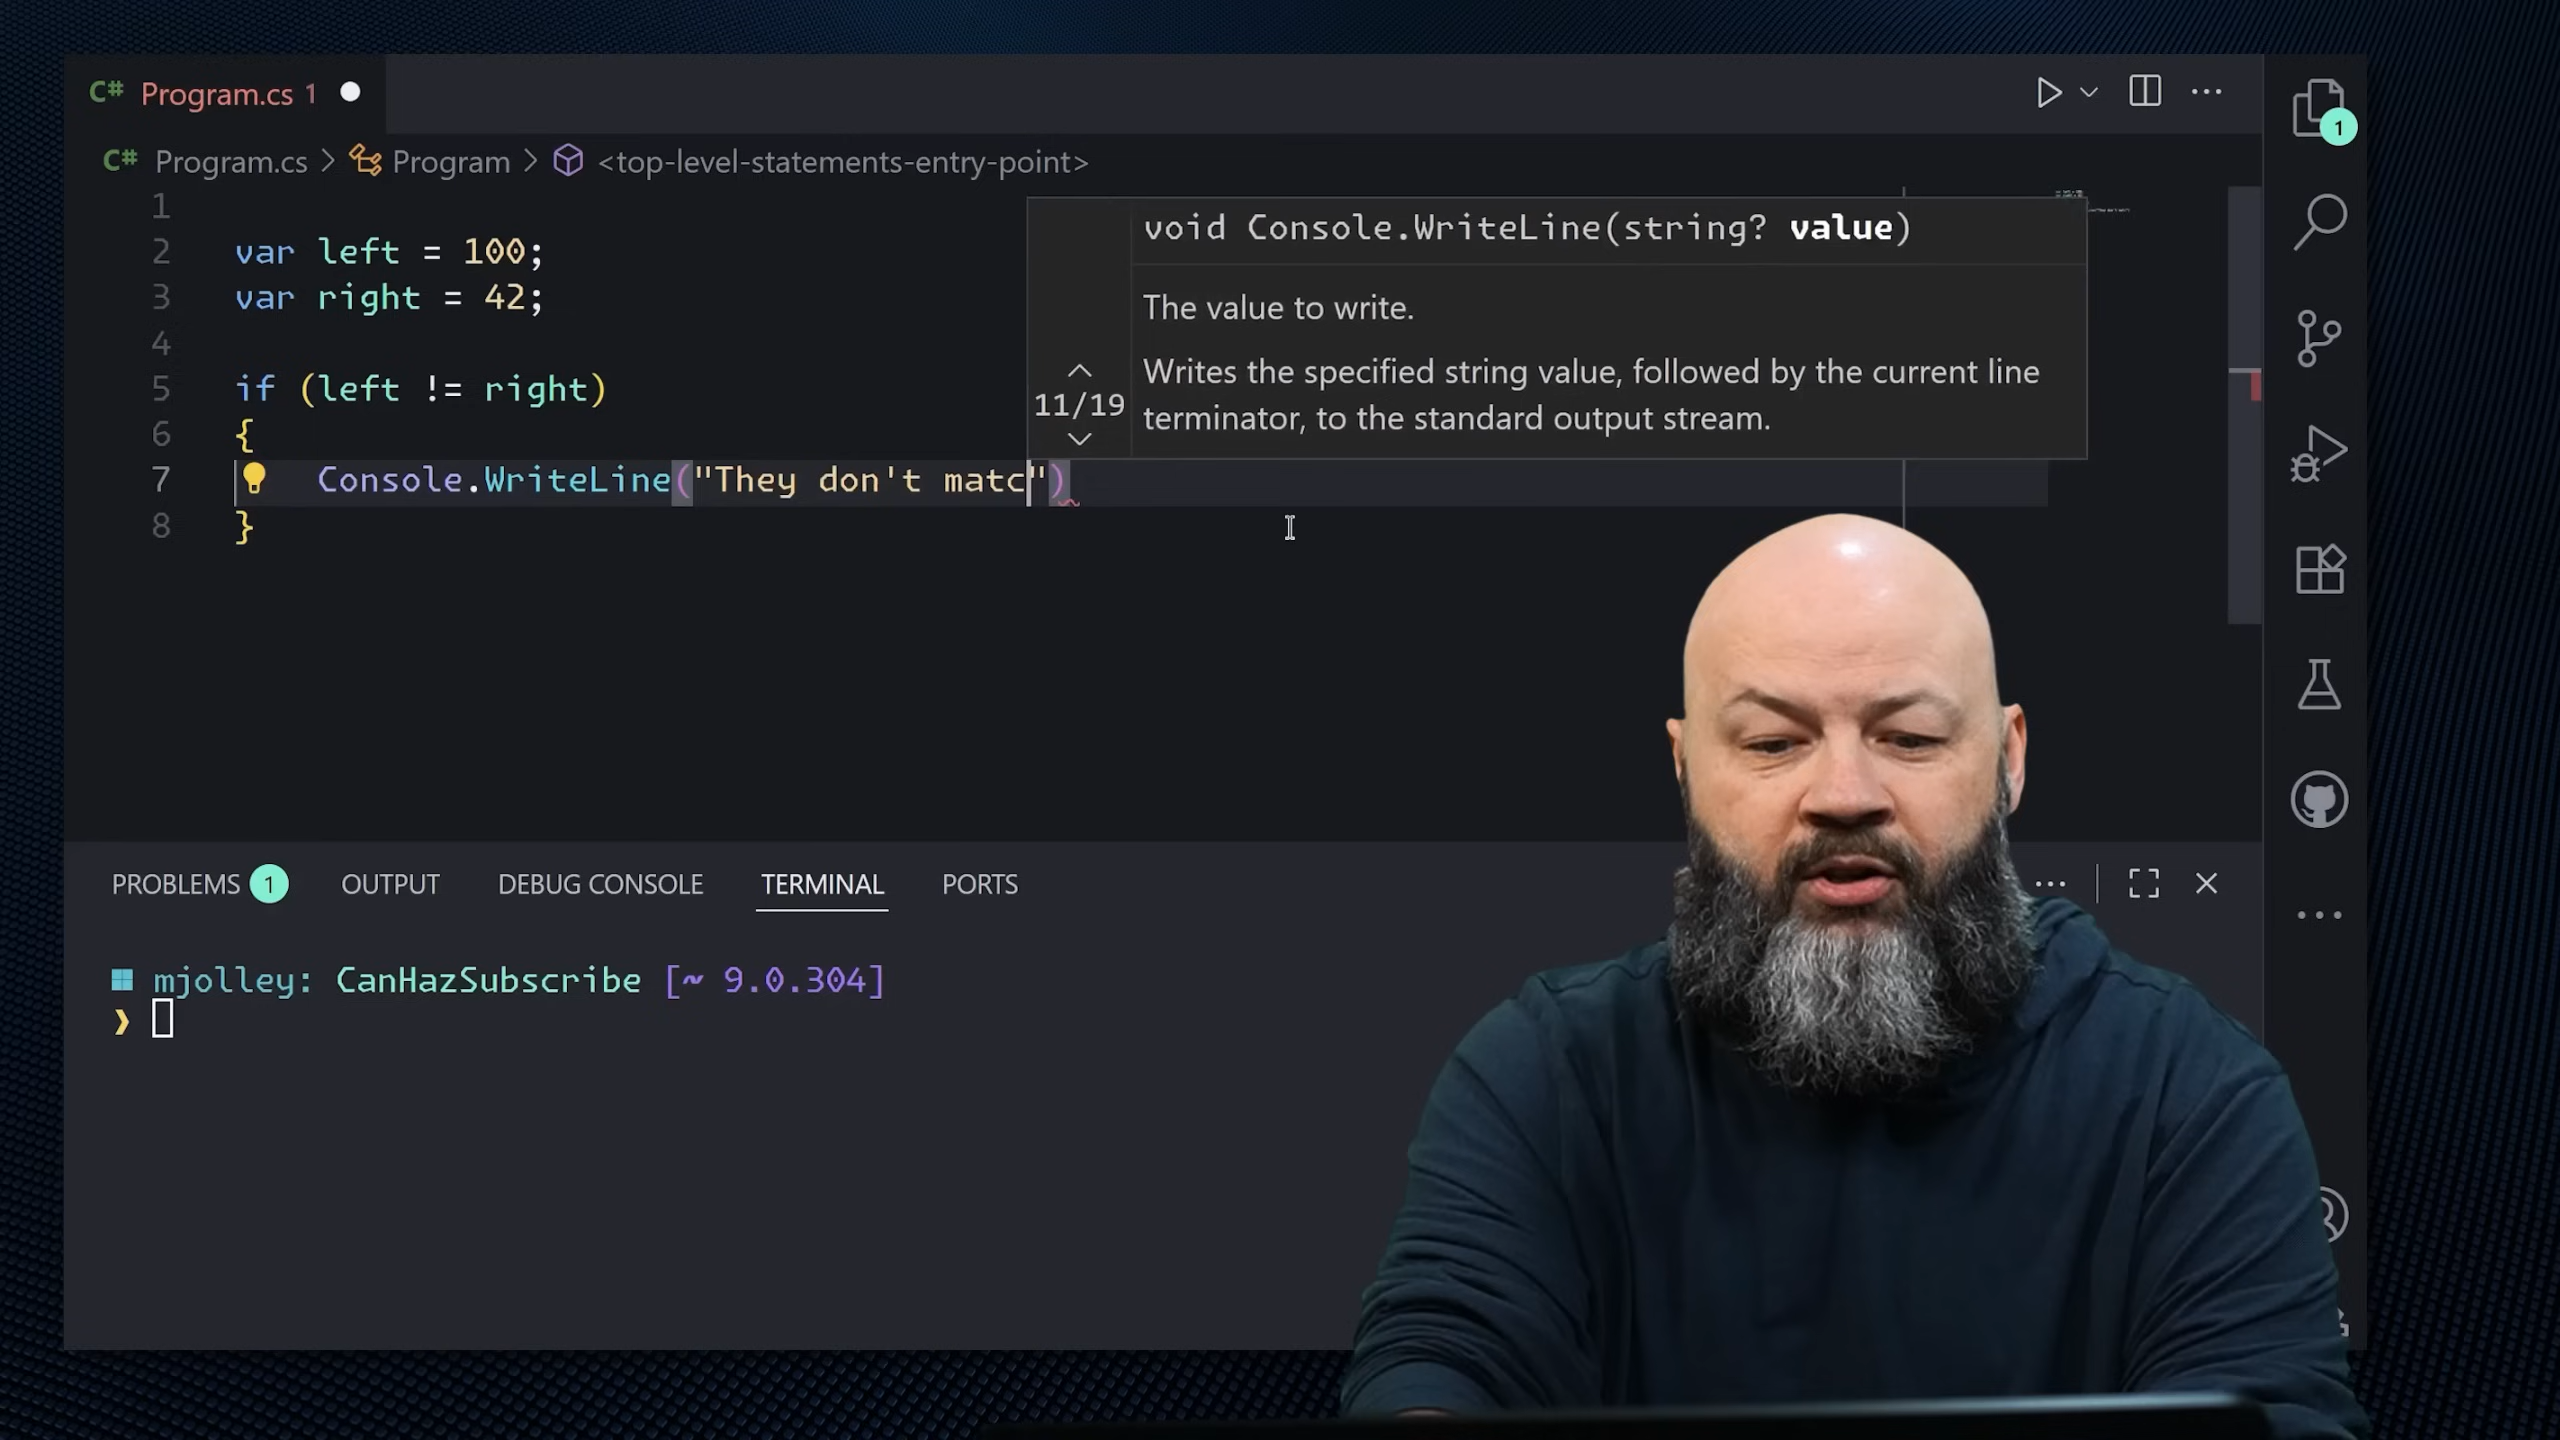 C# Program.cs 1
C# Program.cs > Program > <top-level-statements-entry-point>
1
2 var left = 100;
3 var right = 42;
4
5 if (left != right)
6 {
7 Console.WriteLine("They don't matc")
8 }
void Console.WriteLine(string? value)
The value to write.
11/19
Writes the specified string value, followed by the current line
terminator, to the standard output stream.
1
PROBLEMS 1 OUTPUT DEBUG CONSOLE TERMINAL PORTS
mjolley: CanHazSubscribe [~ 9.0.304]
❯